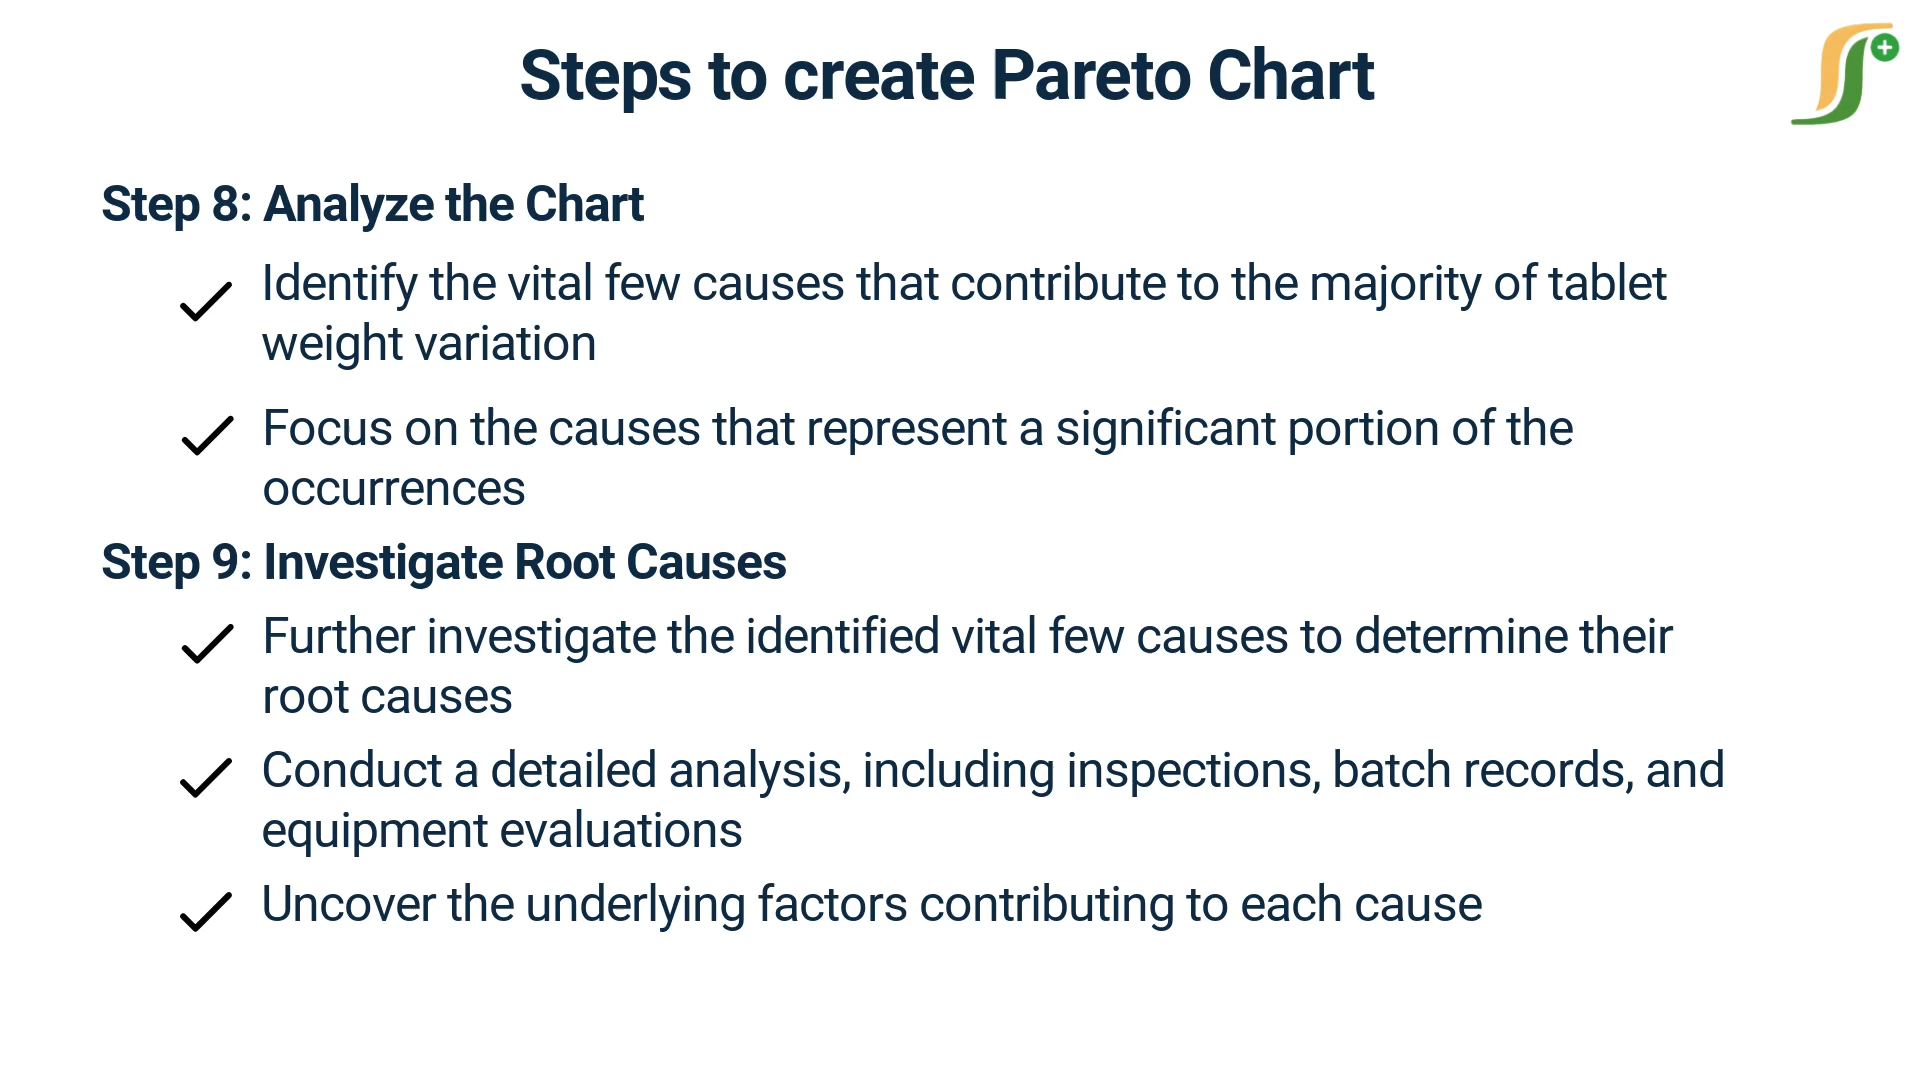 Steps to create Pareto Chart
Step 8: Analyze the Chart
Identify the vital few causes that contribute to the majority of tablet
weight variation
Focus on the causes that represent a significant portion of the
occurrences
Step 9: Investigate Root Causes
Further investigate the identified vital few causes to determine their
root causes
Conduct a detailed analysis, including inspections, batch records, and
equipment evaluations
Uncover the underlying factors contributing to each cause